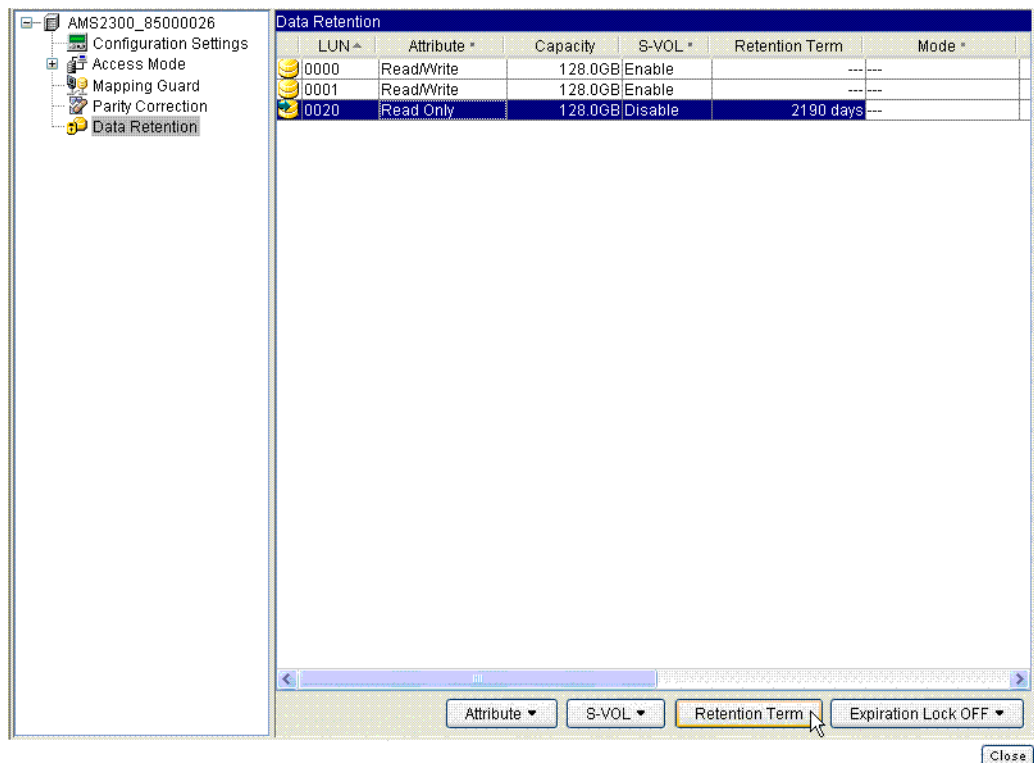 AMS2300_85000026
Configuration Settings
Access Mode
Mapping Guard
Parity Correction
Data Retention
Data Retention
LUN Attribute Capacity S-VOL Retention Term Mode
0000 Read/Write 128.0GB Enable --- ---
0001 Read/Write 128.0GB Enable --- ---
0020 Read Only 128.0GB Disable 2190 days ---
Attribute S-VOL Retention Term Expiration Lock OFF
Close